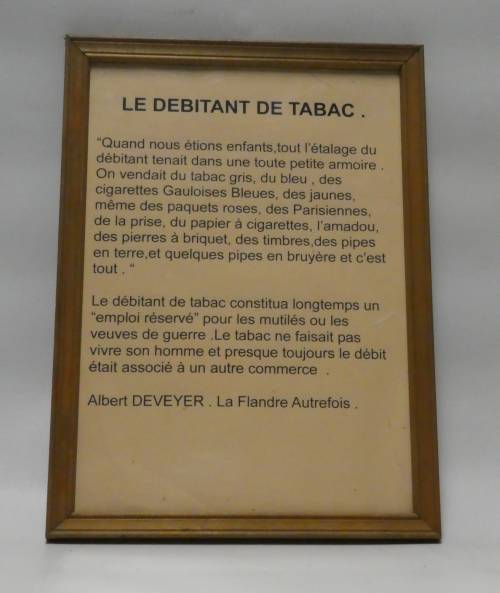 LE DEBITANT DE TABAC .
"Quand nous étions enfants,tout l'étalage du
débitant tenait dans une toute petite armoire .
On vendait du tabac gris, du bleu , des
cigarettes Gauloises Bleues, des jaunes,
même des paquets roses, des Parisiennes,
de la prise, du papier à cigarettes, l'amadou,
des pierres à briquet, des timbres,des pipes
en terre,et quelques pipes en bruyère et c'est
tout . "
Le débitant de tabac constitua longtemps un
"emploi réservé" pour les mutilés ou les
veuves de guerre .Le tabac ne faisait pas
vivre son homme et presque toujours le débit
était associé à un autre commerce .
Albert DEVEYER . La Flandre Autrefois .